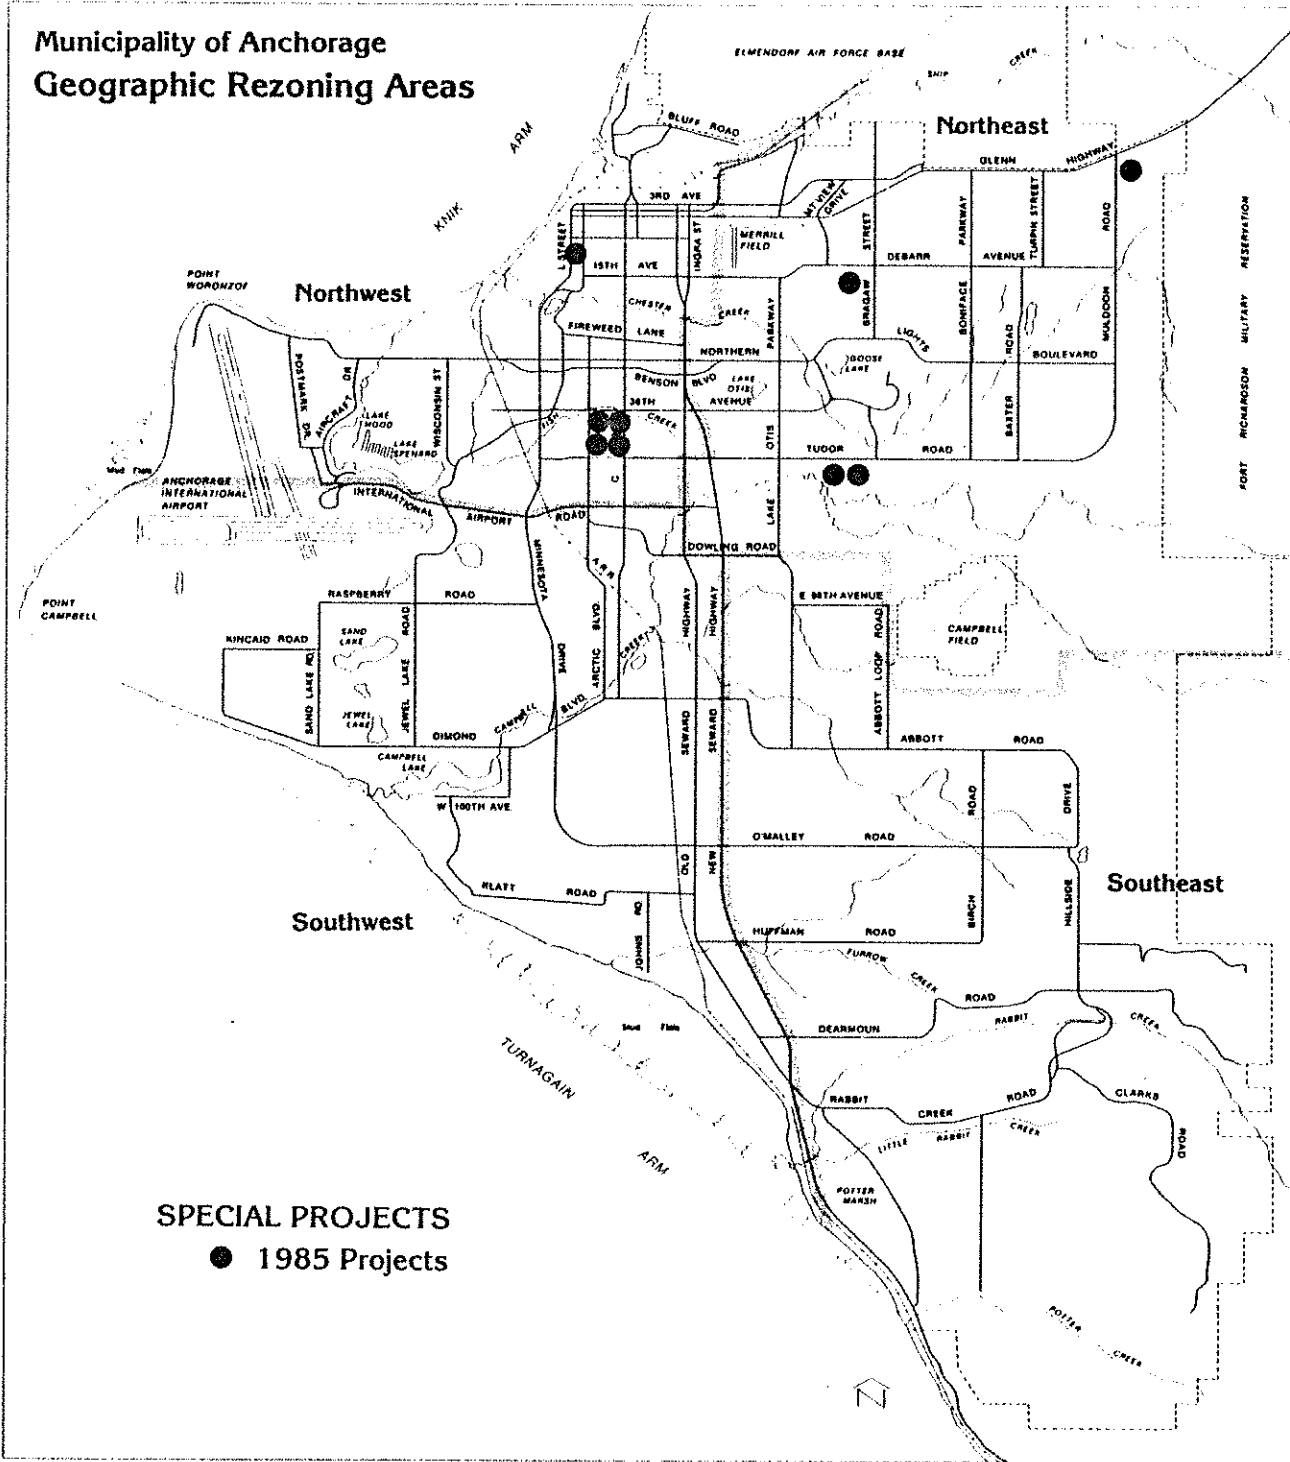 Municipality of Anchorage
Geographic Rezoning Areas
ELMENDORF AIR FORCE BASE
SHIP
CREEK
KNIK
ARM
BLUFF ROAD
Northeast
GLENN
HIGHWAY
3RD AVE
MT VIEW
DRIVE
L STREET
INGRA ST
MERRILL
FIELD
STREET
BRAGAW
PARKWAY
BONIFACE
TURPIN STREET
ROAD
MULDOON
FORT RICHARDSON MILITARY RESERVATION
DEBARR
AVENUE
15TH AVE
POINT
WORONZOF
Northwest
CHESTER
CREEK
FIREWEED LANE
PARKWAY
OTIS
LAKE
NORTHERN
LIGHTS
BOULEVARD
GOOSE
LAKE
BENSON BLVD
LAKE
OTIS
36TH AVENUE
ROAD
BAXTER
POSTMARK DR.
AIRCRAFT
RD
LAKE
HOOD
LAKE
SPENARD
WISCONSIN ST
FISH
CREEK
TUDOR
ROAD
Mud Flats
ANCHORAGE
INTERNATIONAL
AIRPORT
INTERNATIONAL
AIRPORT
ROAD
C
DOWLING ROAD
MINNESOTA
DRIVE
A.R.R.
ARCTIC BLVD.
POINT
CAMPBELL
RASPBERRY
ROAD
E 68TH AVENUE
CAMPBELL
FIELD
KINCAID ROAD
SAND
LAKE
SAND LAKE RD.
JEWEL LAKE ROAD
JEWEL
LAKE
CREEK
CAMPBELL
ABBOTT LOOP ROAD
HIGHWAY
SEWARD
OLD
HIGHWAY
SEWARD
NEW
DIMOND
BLVD.
ABBOTT
ROAD
CAMPBELL
LAKE
W 100TH AVE.
ROAD
BIRCH
DRIVE
HILLSIDE
O'MALLEY
ROAD
KLATT
ROAD
JOHNS RD.
Southeast
Southwest
HUFFMAN
ROAD
FURROW
CREEK
ROAD
DEARMOUN
RABBIT
CREEK
Mud Flats
TURNAGAIN
ARM
RABBIT
CREEK
ROAD
CLARKS
ROAD
LITTLE
RABBIT
CREEK
POTTER
MARSH
SPECIAL PROJECTS
1985 Projects
POTTER
CREEK